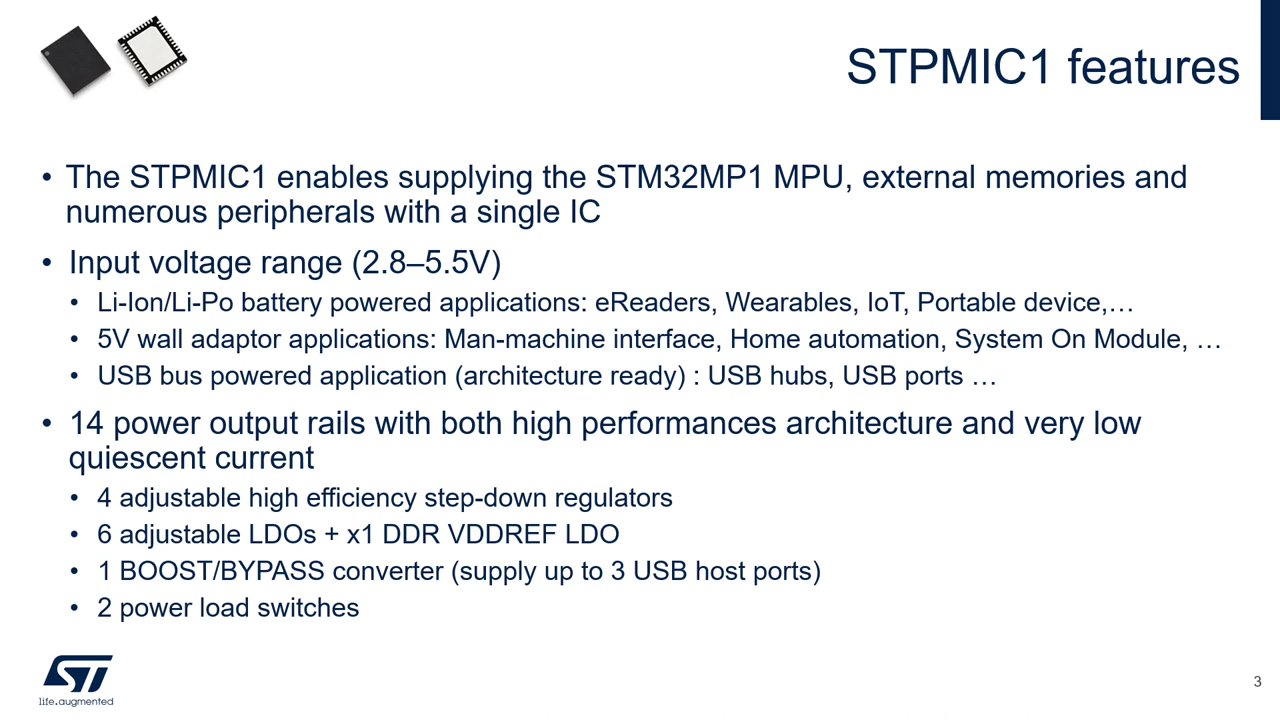 STPMIC1 features
• The STPMIC1 enables supplying the STM32MP1 MPU, external memories and
numerous peripherals with a single IC
• Input voltage range (2.8–5.5V)
• Li-Ion/Li-Po battery powered applications: eReaders, Wearables, IoT, Portable device,…
• 5V wall adaptor applications: Man-machine interface, Home automation, System On Module, …
• USB bus powered application (architecture ready) : USB hubs, USB ports …
• 14 power output rails with both high performances architecture and very low
quiescent current
• 4 adjustable high efficiency step-down regulators
• 6 adjustable LDOs + x1 DDR VDDREF LDO
• 1 BOOST/BYPASS converter (supply up to 3 USB host ports)
• 2 power load switches
ST
life.augmented
3